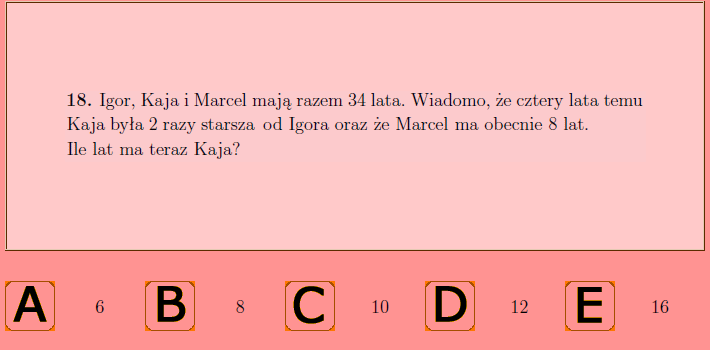 18. Igor, Kaja i Marcel mają razem 34 lata. Wiadomo, że cztery lata temu
Kaja była 2 razy starsza od Igora oraz że Marcel ma obecnie 8 lat.
Ile lat ma teraz Kaja?
A 6 B 8 C 10 D 12 E 16